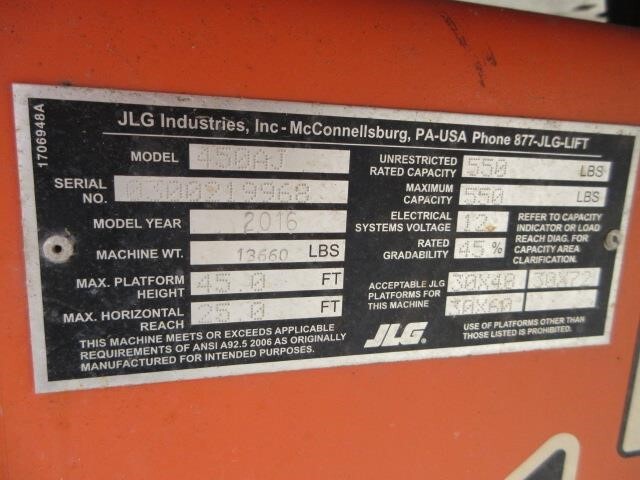 1706948A
JLG Industries, Inc - McConnellsburg, PA-USA Phone 877-JLG-LIFT
MODEL 450AJ
SERIAL NO. 0300219968
MODEL YEAR 2016
MACHINE WT. 13660 LBS
MAX. PLATFORM HEIGHT 45.0 FT
MAX. HORIZONTAL REACH 25.0 FT
THIS MACHINE MEETS OR EXCEEDS APPLICABLE
REQUIREMENTS OF ANSI A92.5 2006 AS ORIGINALLY
MANUFACTURED FOR INTENDED PURPOSES.
UNRESTRICTED RATED CAPACITY 550 LBS
MAXIMUM CAPACITY 550 LBS
ELECTRICAL SYSTEMS VOLTAGE 12
RATED GRADABILITY 45 %
REFER TO CAPACITY
INDICATOR OR LOAD
REACH DIAG. FOR
CAPACITY AREA
CLARIFICATION.
ACCEPTABLE JLG
PLATFORMS FOR
THIS MACHINE
30X48 30X72
30X60
JLG®
USE OF PLATFORMS OTHER THAN
THOSE LISTED IS PROHIBITED.